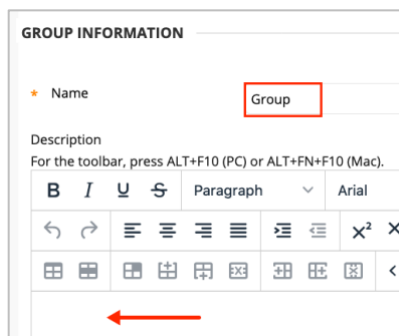 GROUP INFORMATION
* Name
Group
Description
For the toolbar, press ALT+F10 (PC) or ALT+FN+F10 (Mac).
B I U S Paragraph Arial
X²